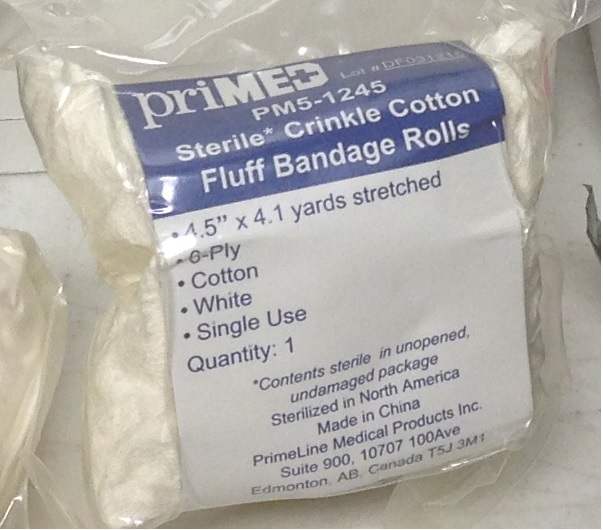 priMED
Lot #
PM5-1245
Sterile* Crinkle Cotton
Fluff Bandage Rolls
• 4.5” x 4.1 yards stretched
• 6-Ply
• Cotton
• White
• Single Use
Quantity: 1
*Contents sterile in unopened,
undamaged package
Sterilized in North America
Made in China
PrimeLine Medical Products Inc.
Suite 900, 10707 100Ave
Edmonton, AB, Canada T5J 3M1